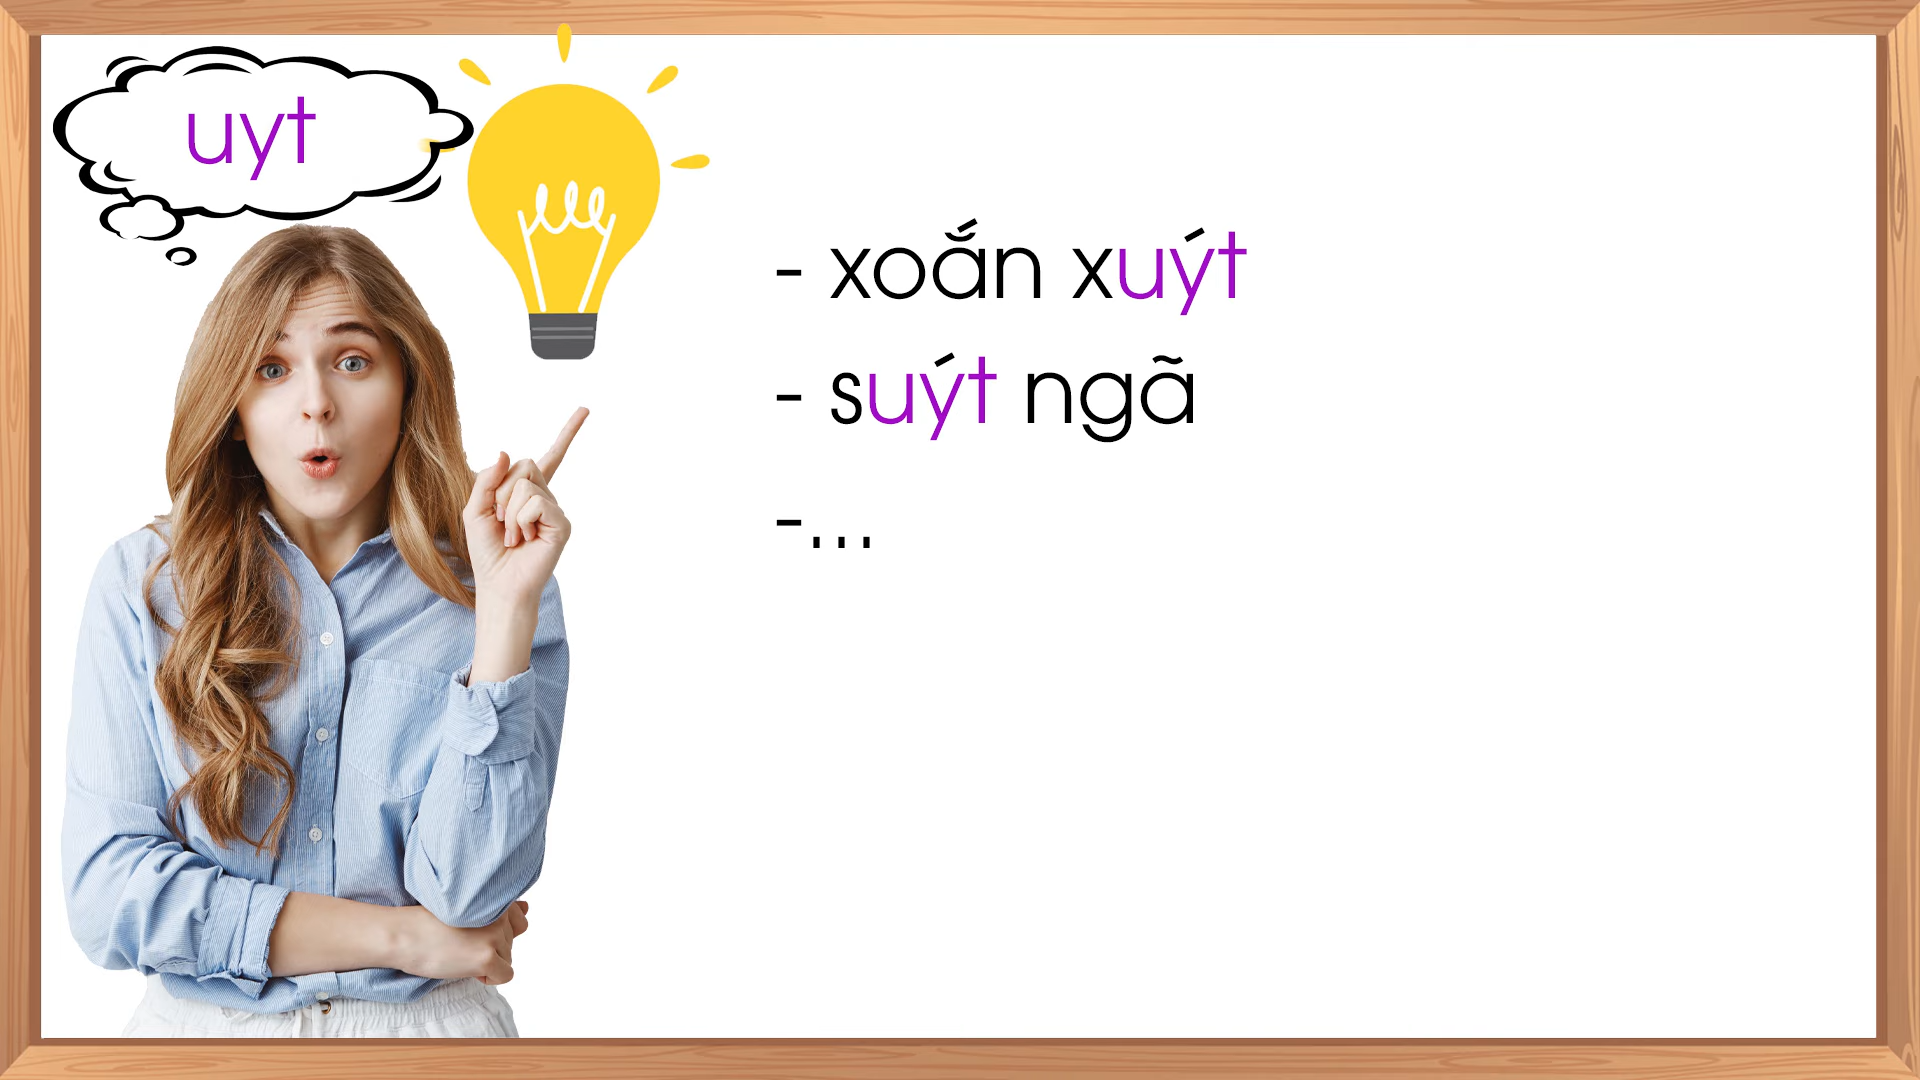 uyt
- xoắn xuýt
- suýt ngã
-...